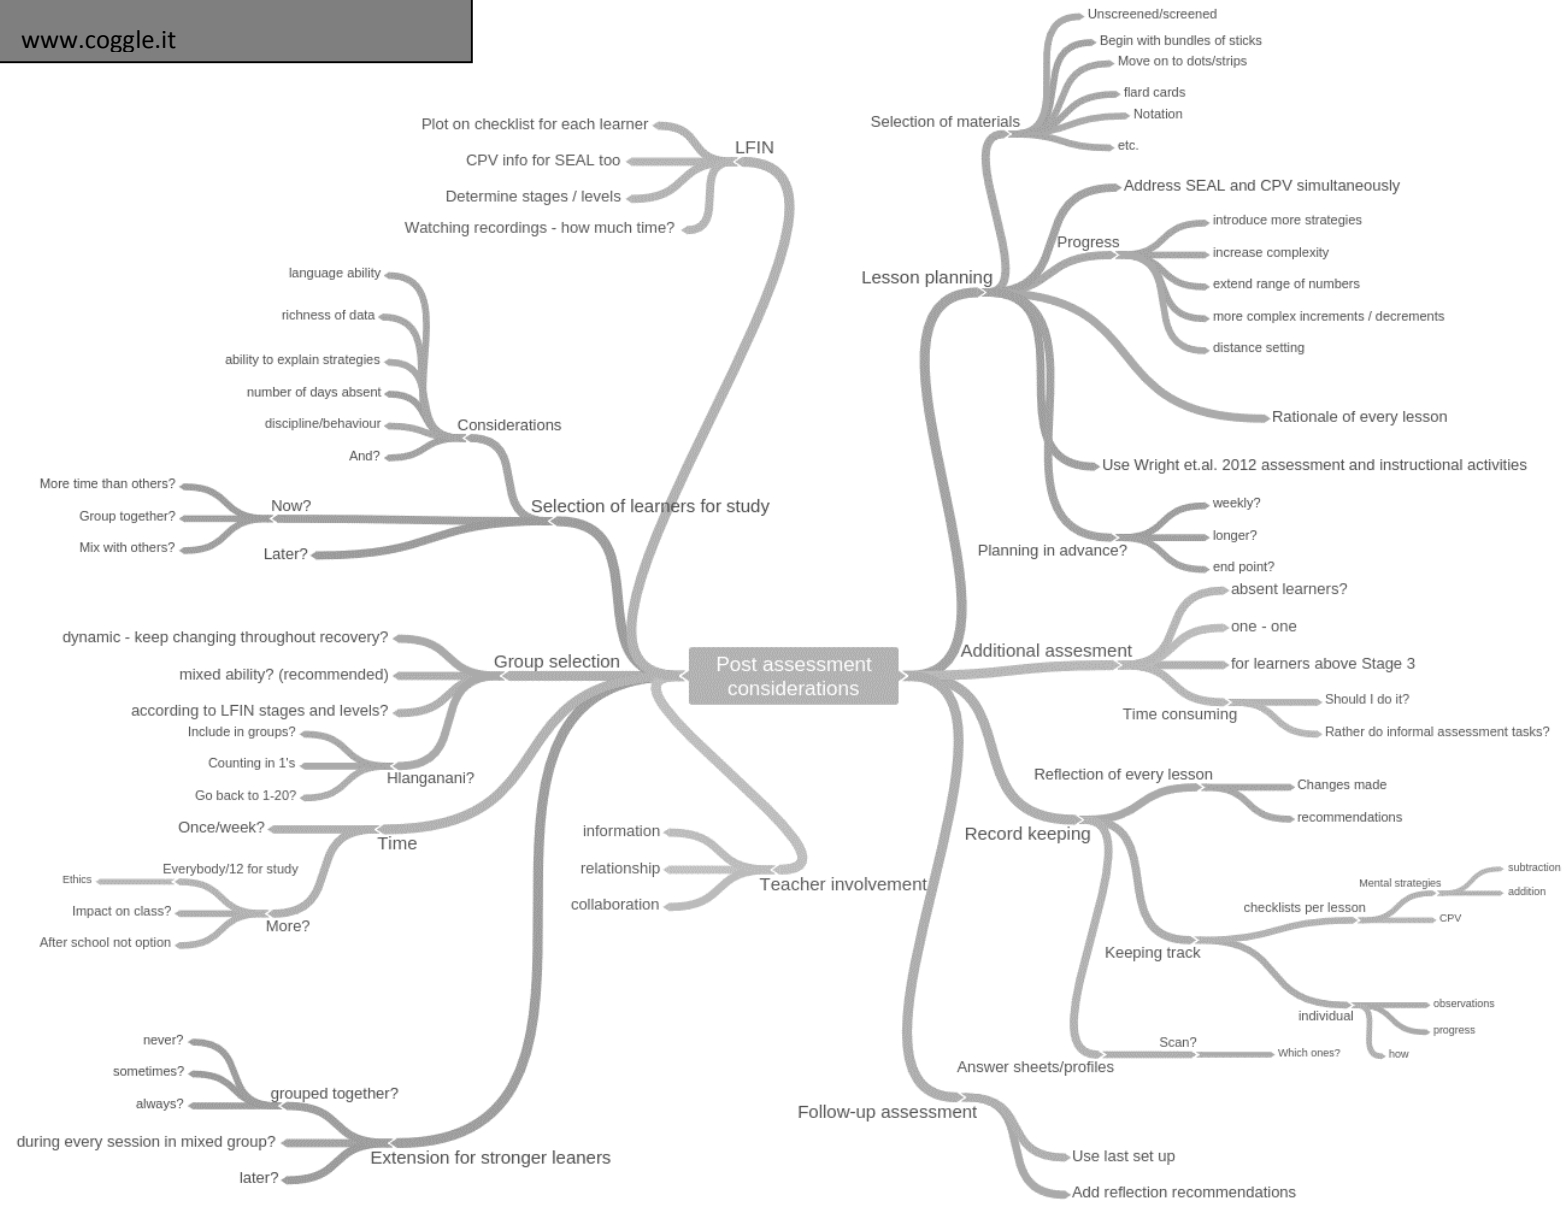 www.coggle.it
LFIN
Plot on checklist for each learner
CPV info for SEAL too
Determine stages / levels
Watching recordings - how much time?
Selection of learners for study
Considerations
language ability
richness of data
ability to explain strategies
number of days absent
discipline/behaviour
And?
Now?
More time than others?
Group together?
Mix with others?
Later?
Group selection
dynamic - keep changing throughout recovery?
mixed ability? (recommended)
according to LFIN stages and levels?
Hlanganani?
Include in groups?
Counting in 1's
Go back to 1-20?
Time
Once/week?
More?
Everybody/12 for study
Ethics
Impact on class?
After school not option
Extension for stronger leaners
grouped together?
never?
sometimes?
always?
during every session in mixed group?
later?
Teacher involvement
information
relationship
collaboration
Post assessment
considerations
Lesson planning
Selection of materials
Unscreened/screened
Begin with bundles of sticks
Move on to dots/strips
flard cards
Notation
etc.
Address SEAL and CPV simultaneously
Progress
introduce more strategies
increase complexity
extend range of numbers
more complex increments / decrements
distance setting
Rationale of every lesson
Use Wright et.al. 2012 assessment and instructional activities
Planning in advance?
weekly?
longer?
end point?
Additional assesment
absent learners?
one - one
for learners above Stage 3
Time consuming
Should I do it?
Rather do informal assessment tasks?
Record keeping
Reflection of every lesson
Changes made
recommendations
Keeping track
checklists per lesson
Mental strategies
subtraction
addition
CPV
individual
observations
progress
how
Answer sheets/profiles
Scan?
Which ones?
Follow-up assessment
Use last set up
Add reflection recommendations